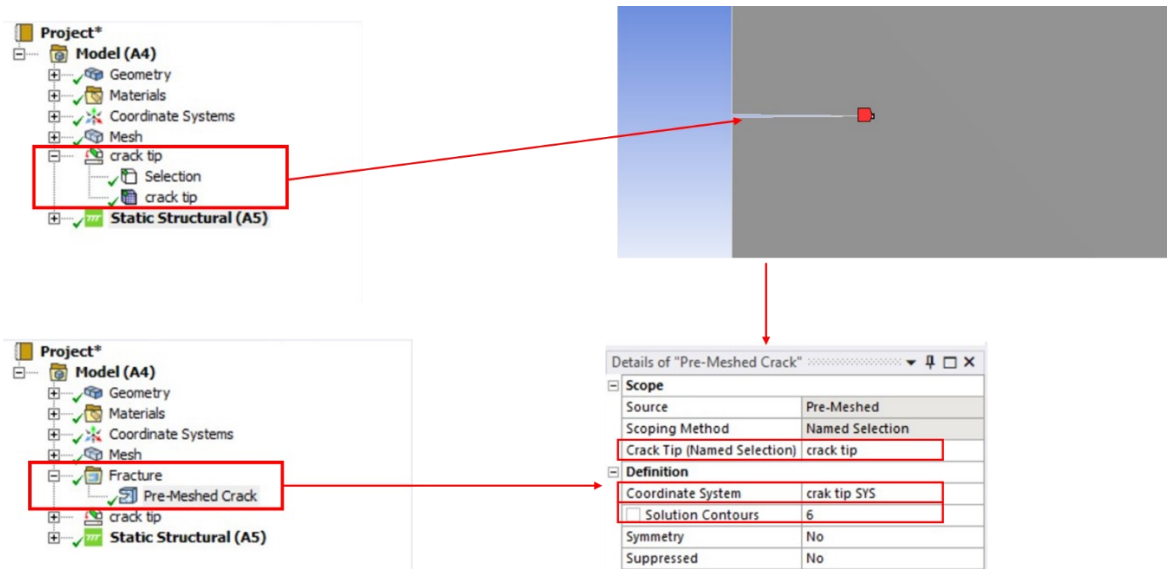 Project*
Model (A4)
Geometry
Materials
Coordinate Systems
Mesh
crack tip
Selection
crack tip
Static Structural (A5)
Project*
Model (A4)
Geometry
Materials
Coordinate Systems
Mesh
Fracture
Pre-Meshed Crack
crack tip
Static Structural (A5)
Details of "Pre-Meshed Crack"
Scope
Source Pre-Meshed
Scoping Method Named Selection
Crack Tip (Named Selection) crack tip
Definition
Coordinate System crak tip SYS
Solution Contours 6
Symmetry No
Suppressed No